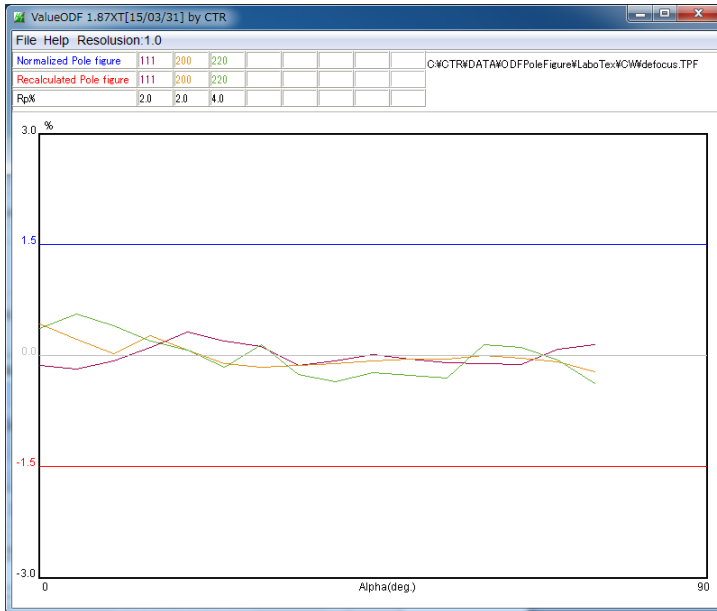 ValueODF 1.87XT[15/03/31] by CTR
File Help Resolusion:1.0
Normalized Pole figure 111 200 220
C:¥CTR¥DATA¥ODFPoleFigure¥LaboTex¥CW¥defocus.TPF
Recalculated Pole figure 111 200 220
Rp% 2.0 2.0 4.0
3.0 %
1.5
0.0
-1.5
-3.0
0 Alpha(deg.) 90